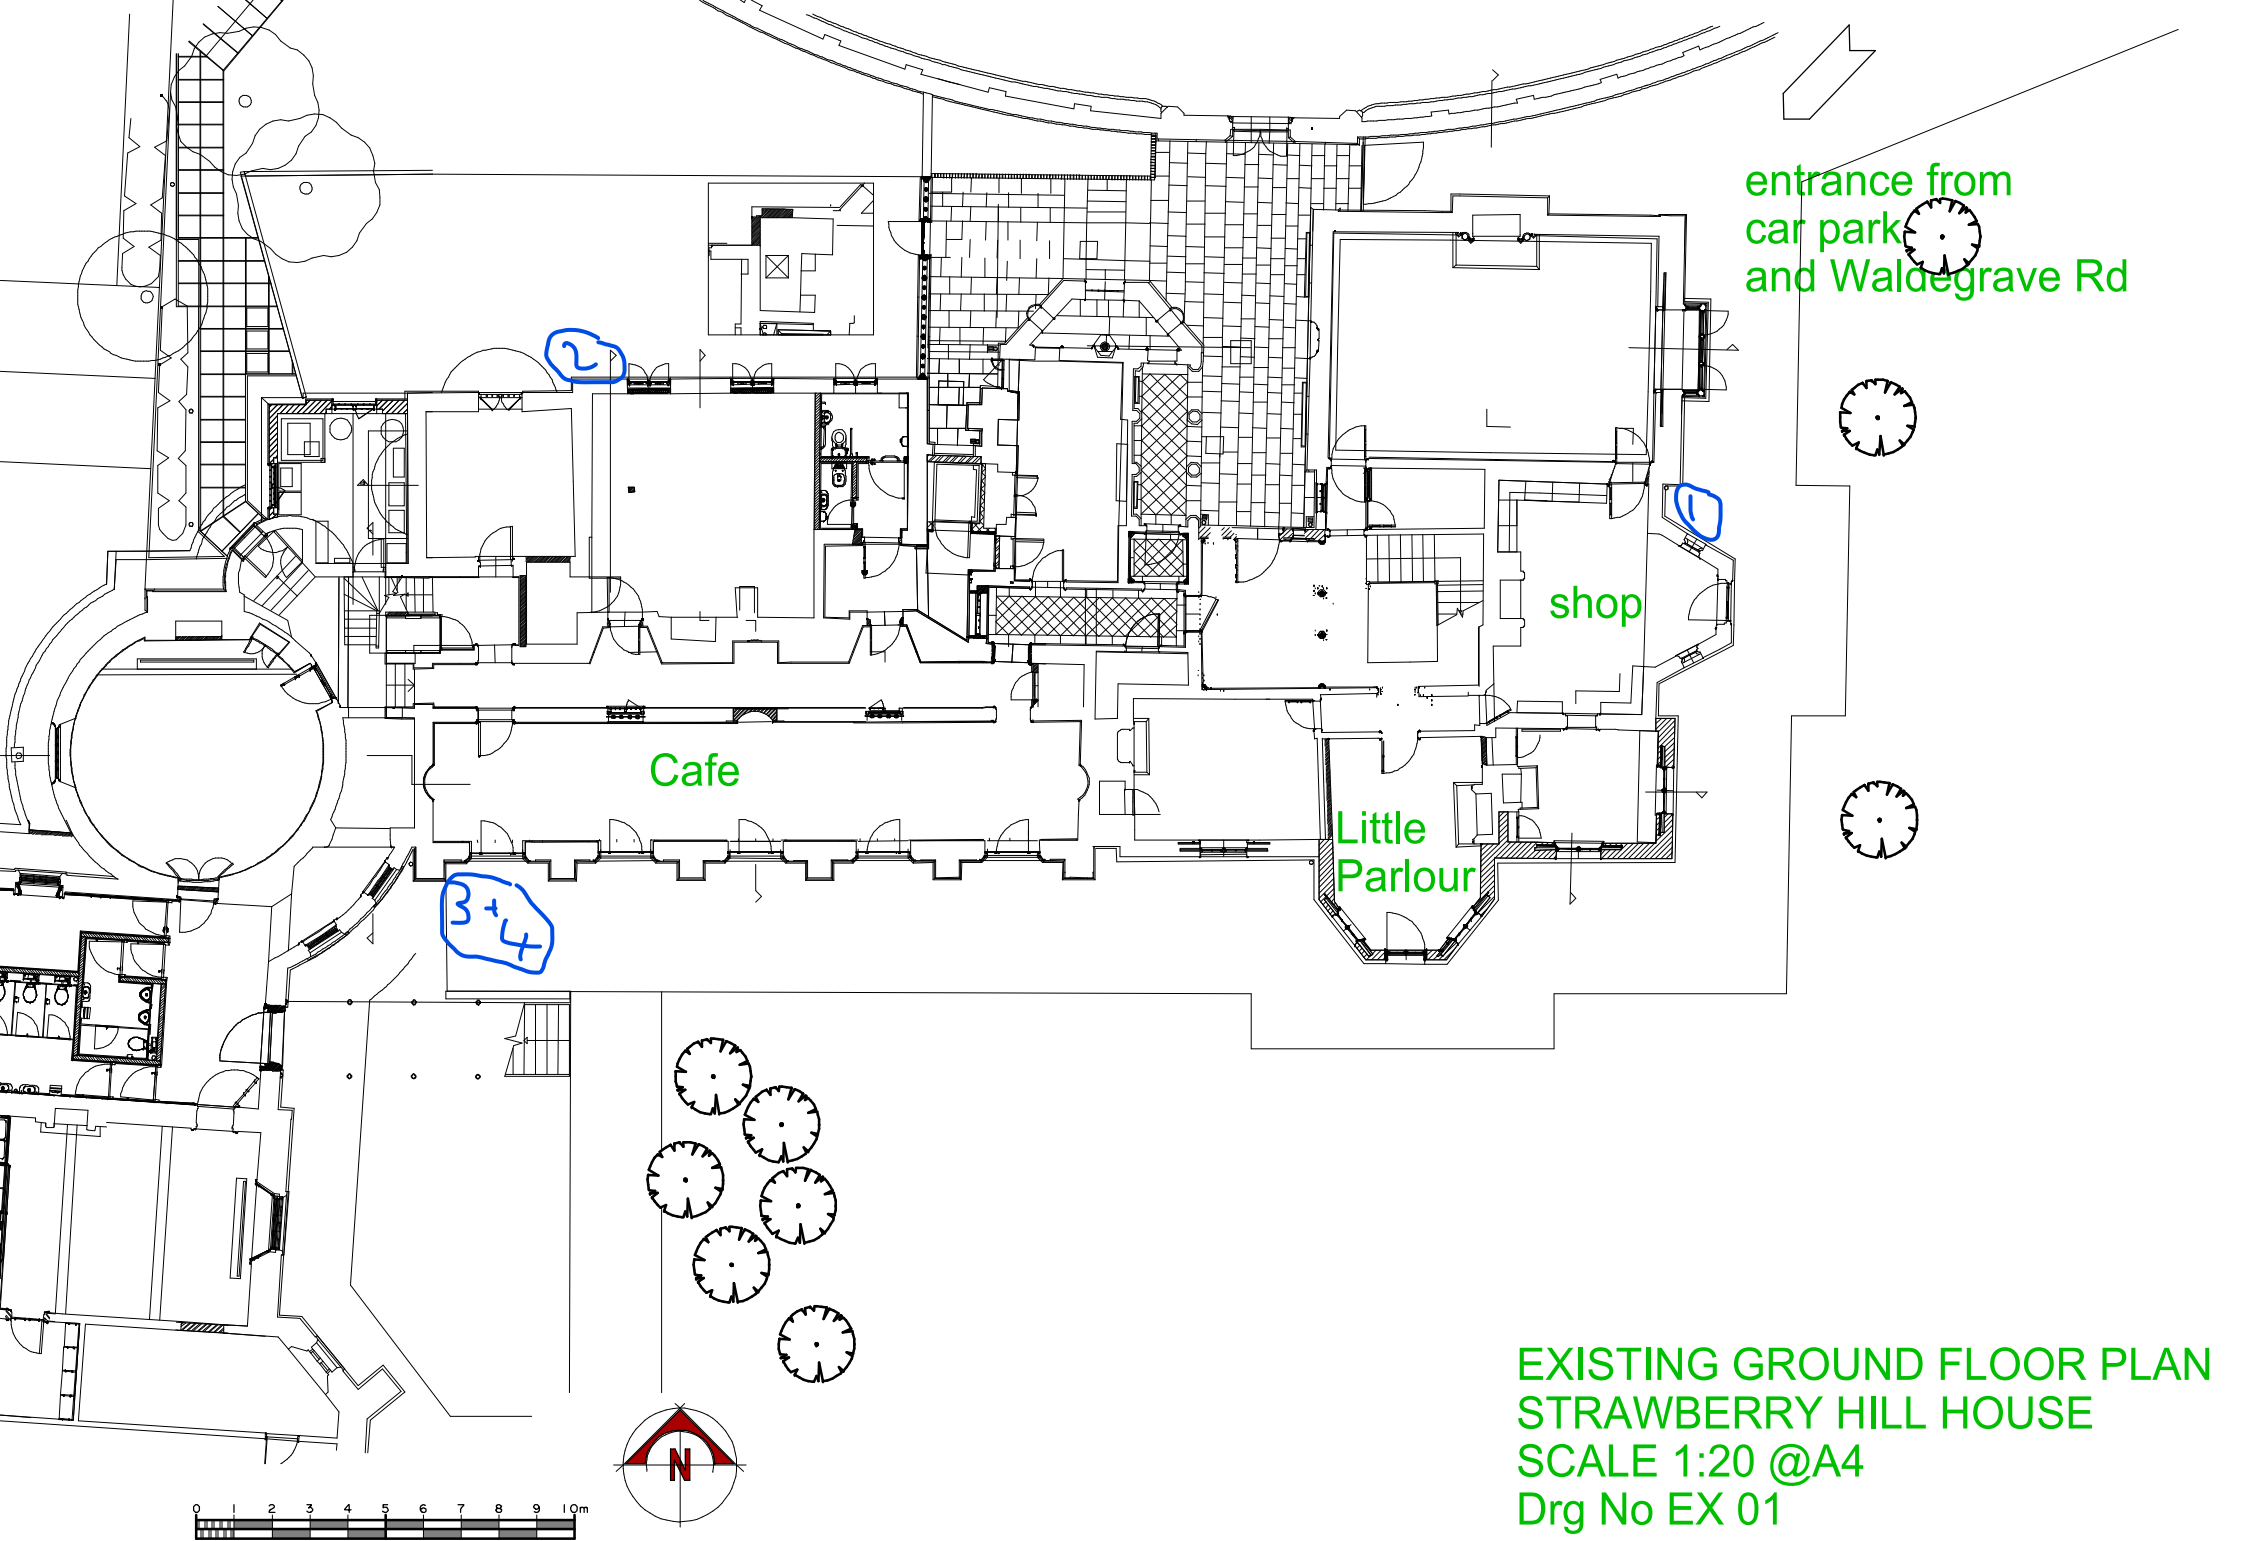 entrance from
car park
and Waldegrave Rd
2
1
shop
Cafe
Little
Parlour
3+4
EXISTING GROUND FLOOR PLAN
STRAWBERRY HILL HOUSE
SCALE 1:20 @A4
Drg No EX 01
N
0 1 2 3 4 5 6 7 8 9 10m